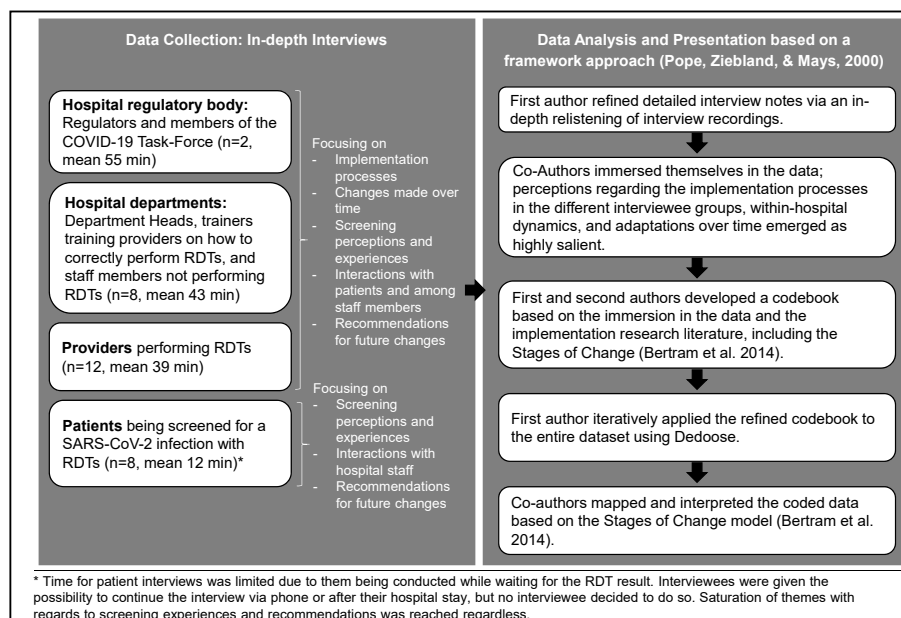 Data Collection: In-depth Interviews
Hospital regulatory body:
Regulators and members of the
COVID-19 Task-Force (n=2,
mean 55 min)
Hospital departments:
Department Heads, trainers
training providers on how to
correctly perform RDTs, and
staff members not performing
RDTs (n=8, mean 43 min)
Providers performing RDTs
(n=12, mean 39 min)
Patients being screened for a
SARS-CoV-2 infection with
RDTs (n=8, mean 12 min)*
Focusing on
- Implementation
processes
- Changes made over
time
- Screening
perceptions and
experiences
- Interactions with
patients and among
staff members
- Recommendations
for future changes
Focusing on
- Screening
perceptions and
experiences
- Interactions with
hospital staff
- Recommendations
for future changes
Data Analysis and Presentation based on a
framework approach (Pope, Ziebland, & Mays, 2000)
First author refined detailed interview notes via an in-
depth relistening of interview recordings.
Co-Authors immersed themselves in the data;
perceptions regarding the implementation processes
in the different interviewee groups, within-hospital
dynamics, and adaptations over time emerged as
highly salient.
First and second authors developed a codebook
based on the immersion in the data and the
implementation research literature, including the
Stages of Change (Bertram et al. 2014).
First author iteratively applied the refined codebook to
the entire dataset using Dedoose.
Co-authors mapped and interpreted the coded data
based on the Stages of Change model (Bertram et al.
2014).
* Time for patient interviews was limited due to them being conducted while waiting for the RDT result. Interviewees were given the
possibility to continue the interview via phone or after their hospital stay, but no interviewee decided to do so. Saturation of themes with
regards to screening experiences and recommendations was reached regardless.